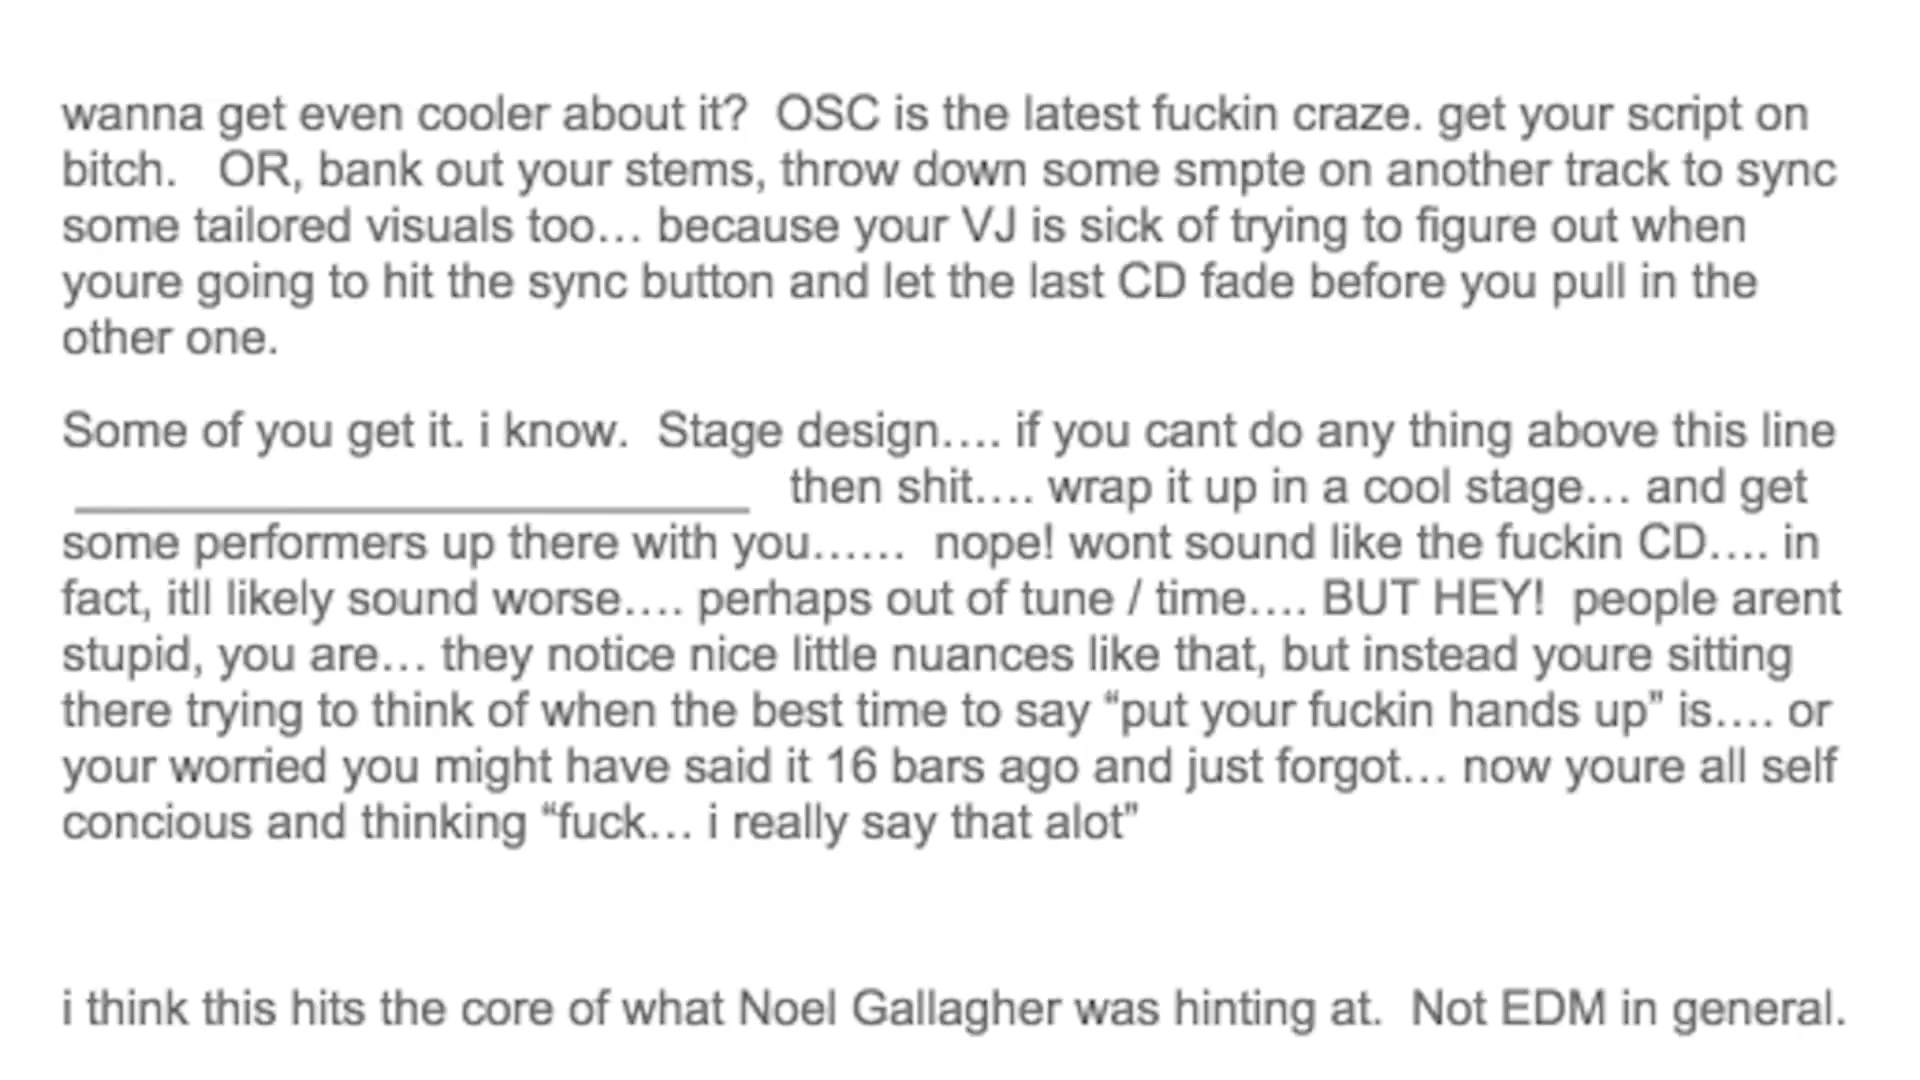 wanna get even cooler about it?  OSC is the latest fuckin craze. get your script on
bitch.   OR, bank out your stems, throw down some smpte on another track to sync
some tailored visuals too… because your VJ is sick of trying to figure out when
youre going to hit the sync button and let the last CD fade before you pull in the
other one.
Some of you get it. i know.  Stage design…. if you cant do any thing above this line
____________________________   then shit…. wrap it up in a cool stage… and get
some performers up there with you……  nope! wont sound like the fuckin CD…. in
fact, itll likely sound worse…. perhaps out of tune / time…. BUT HEY!  people arent
stupid, you are… they notice nice little nuances like that, but instead youre sitting
there trying to think of when the best time to say “put your fuckin hands up” is…. or
your worried you might have said it 16 bars ago and just forgot… now youre all self
concious and thinking “fuck… i really say that alot”
i think this hits the core of what Noel Gallagher was hinting at.  Not EDM in general.